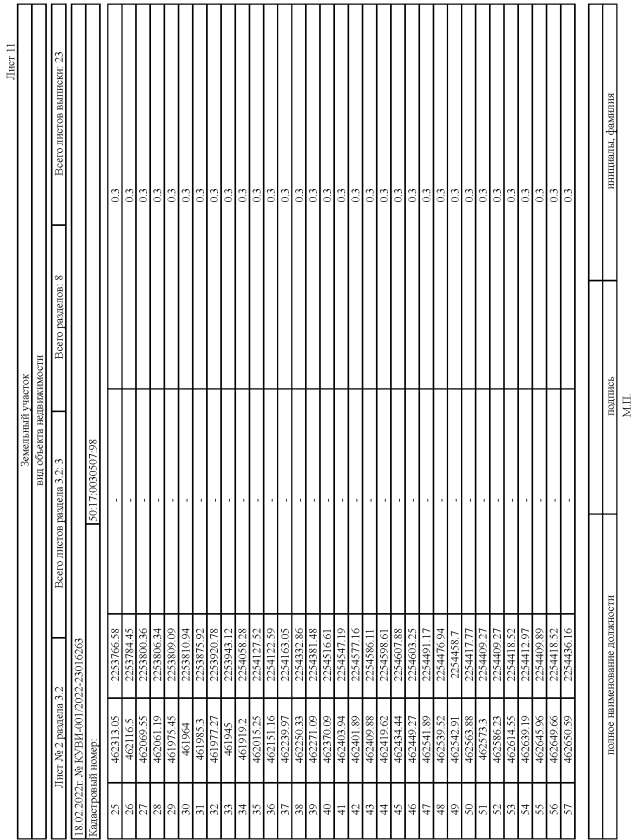 Лист 11
Земельный участок
вид объекта недвижимости
Лист № 2 раздела 3.2 Всего листов раздела 3.2: 3 Всего разделов: 8 Всего листов выписки: 23
18.02.2022г. № КУВИ-001/2022-23016263
Кадастровый номер: 50:17:0030507:98
25 462313.05 2253766.58 - 0.3
26 462116.5 2253784.45 - 0.3
27 462069.55 2253800.36 - 0.3
28 462061.19 2253806.34 - 0.3
29 461975.45 2253809.09 - 0.3
30 461964 2253810.94 - 0.3
31 461985.3 2253875.92 - 0.3
32 461977.27 2253920.78 - 0.3
33 461945 2253943.12 - 0.3
34 461919.2 2254058.28 - 0.3
35 462015.25 2254127.52 - 0.3
36 462151.16 2254122.59 - 0.3
37 462239.97 2254163.05 - 0.3
38 462250.33 2254332.86 - 0.3
39 462271.09 2254381.48 - 0.3
40 462370.09 2254516.61 - 0.3
41 462403.94 2254547.19 - 0.3
42 462401.89 2254577.16 - 0.3
43 462409.88 2254586.11 - 0.3
44 462419.62 2254598.61 - 0.3
45 462434.44 2254607.88 - 0.3
46 462449.27 2254603.25 - 0.3
47 462541.89 2254491.17 - 0.3
48 462539.52 2254476.94 - 0.3
49 462542.91 2254458.7 - 0.3
50 462563.88 2254417.77 - 0.3
51 462573.3 2254409.27 - 0.3
52 462586.23 2254409.27 - 0.3
53 462614.55 2254418.52 - 0.3
54 462639.19 2254412.97 - 0.3
55 462645.96 2254409.89 - 0.3
56 462649.66 2254418.52 - 0.3
57 462650.59 2254436.16 - 0.3
полное наименование должности подпись инициалы, фамилия
М.П.